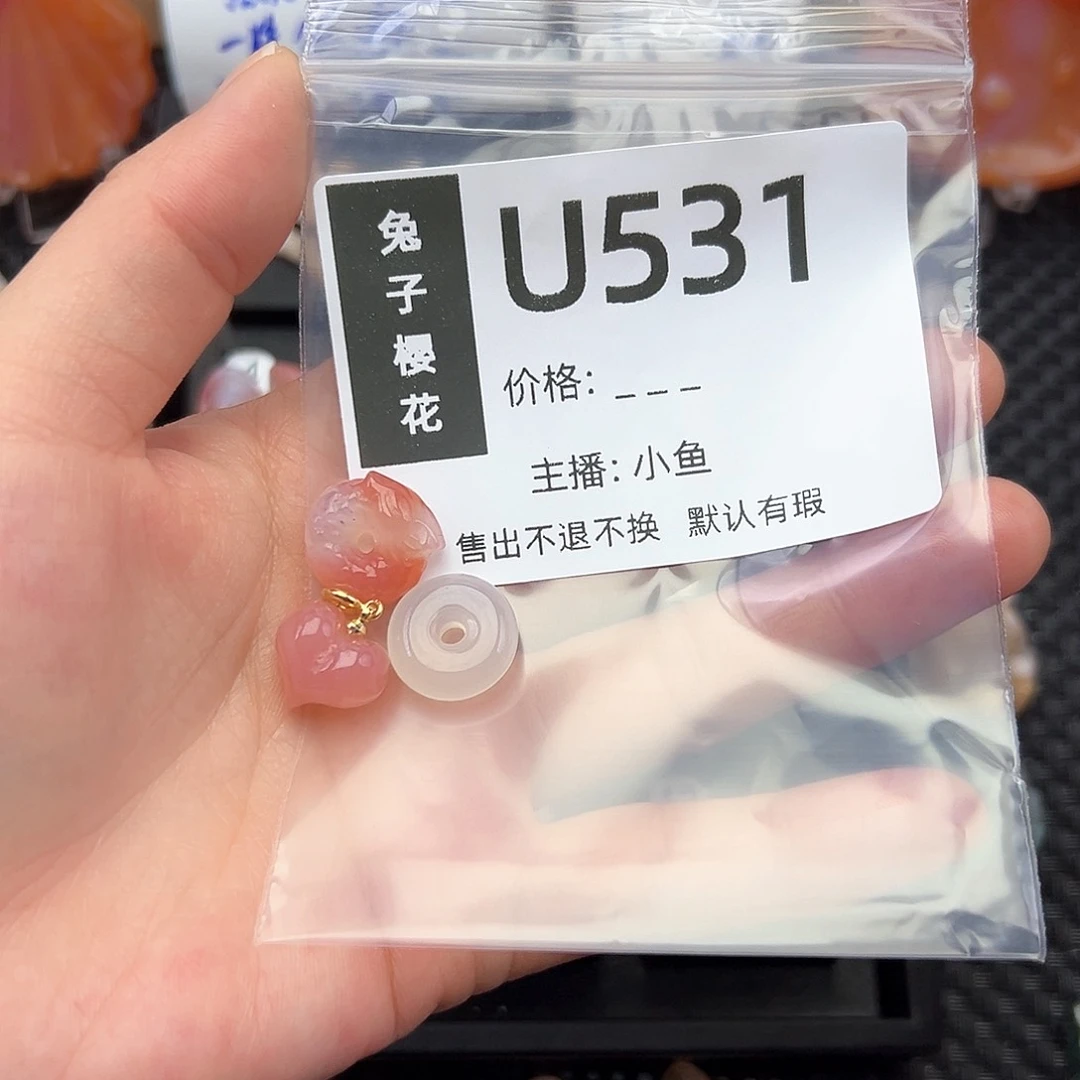 兔子樱花
U531
价格: _ _ _
主播: 小鱼
售出不退不换 默认有瑕